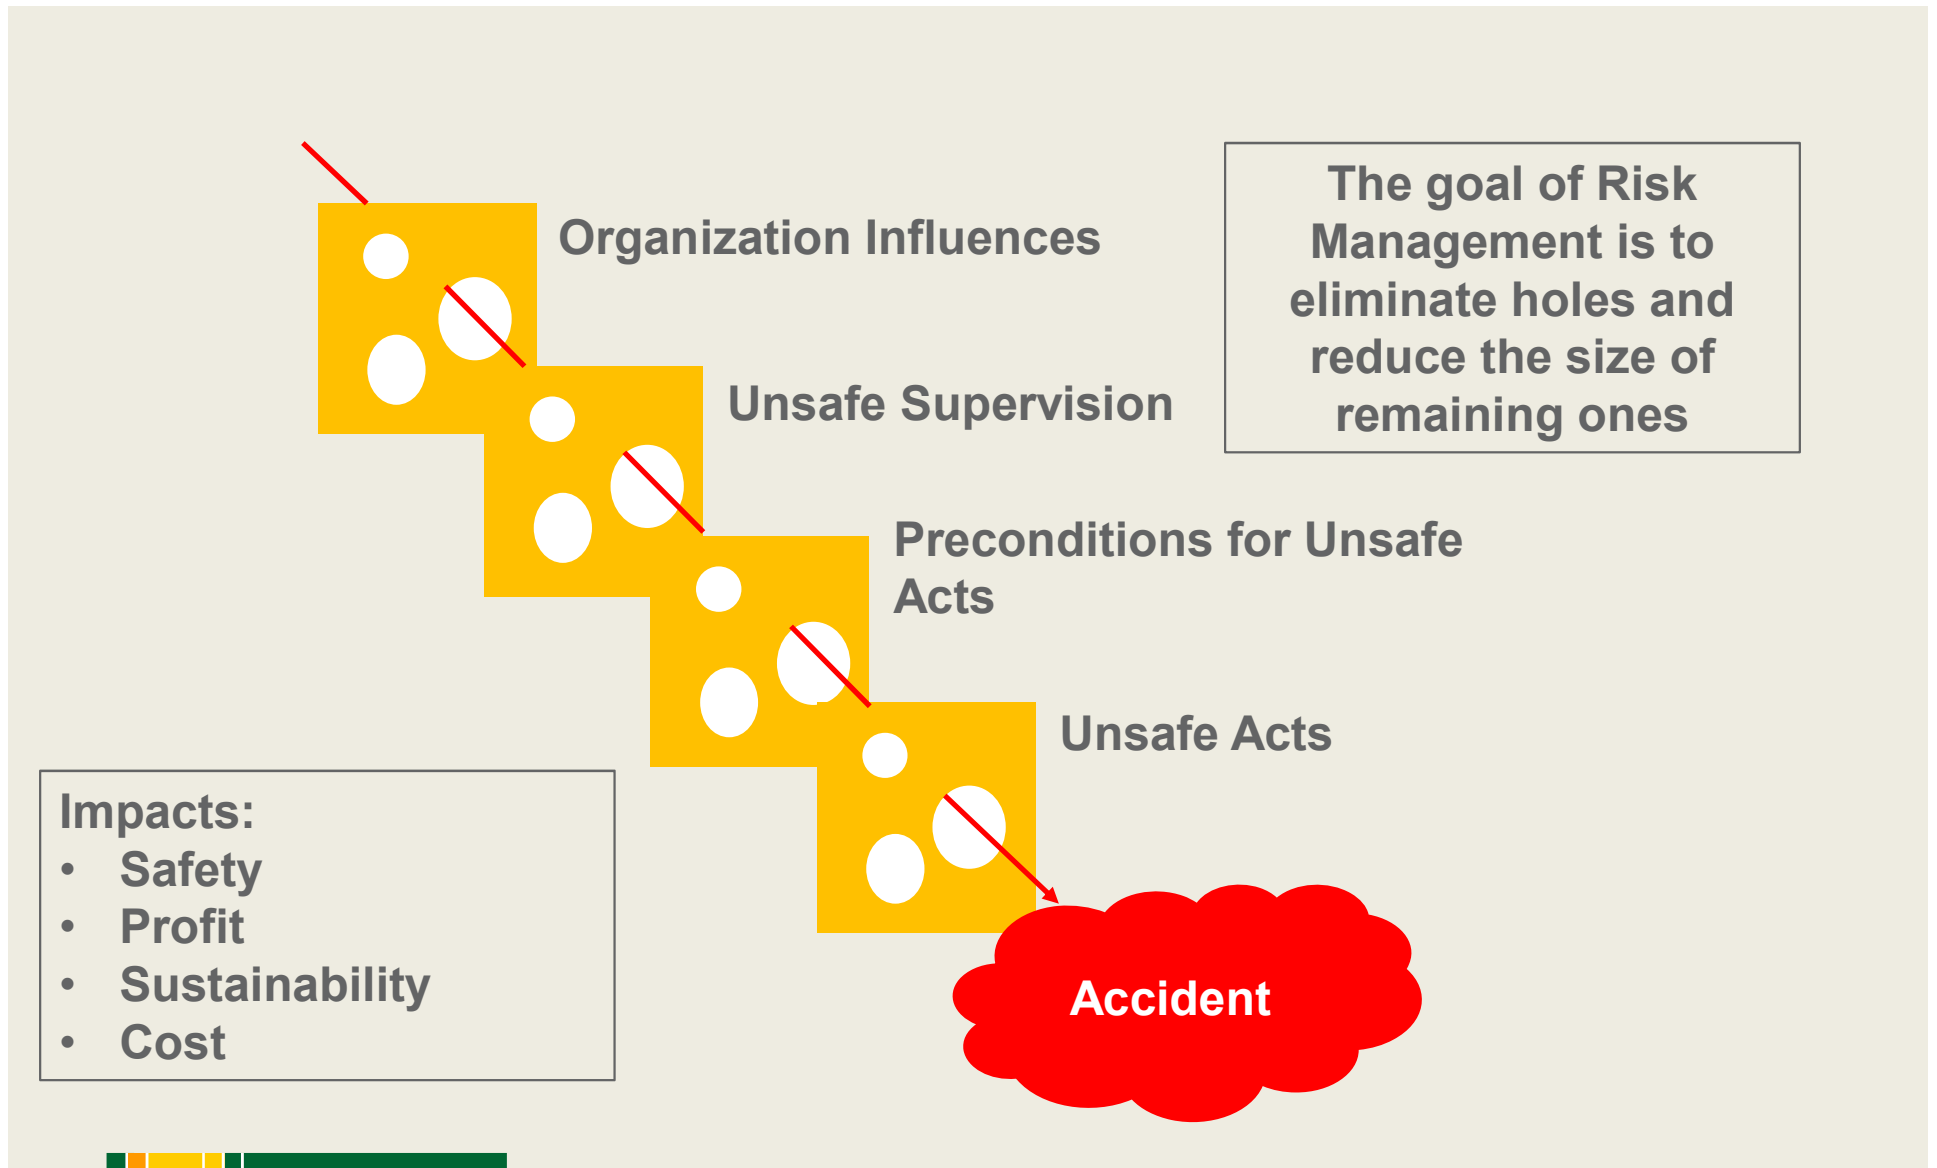 Organization Influences
The goal of Risk
Management is to
eliminate holes and
reduce the size of
remaining ones
Unsafe Supervision
Preconditions for Unsafe
Acts
Unsafe Acts
Impacts:
• Safety
• Profit
• Sustainability
• Cost
Accident